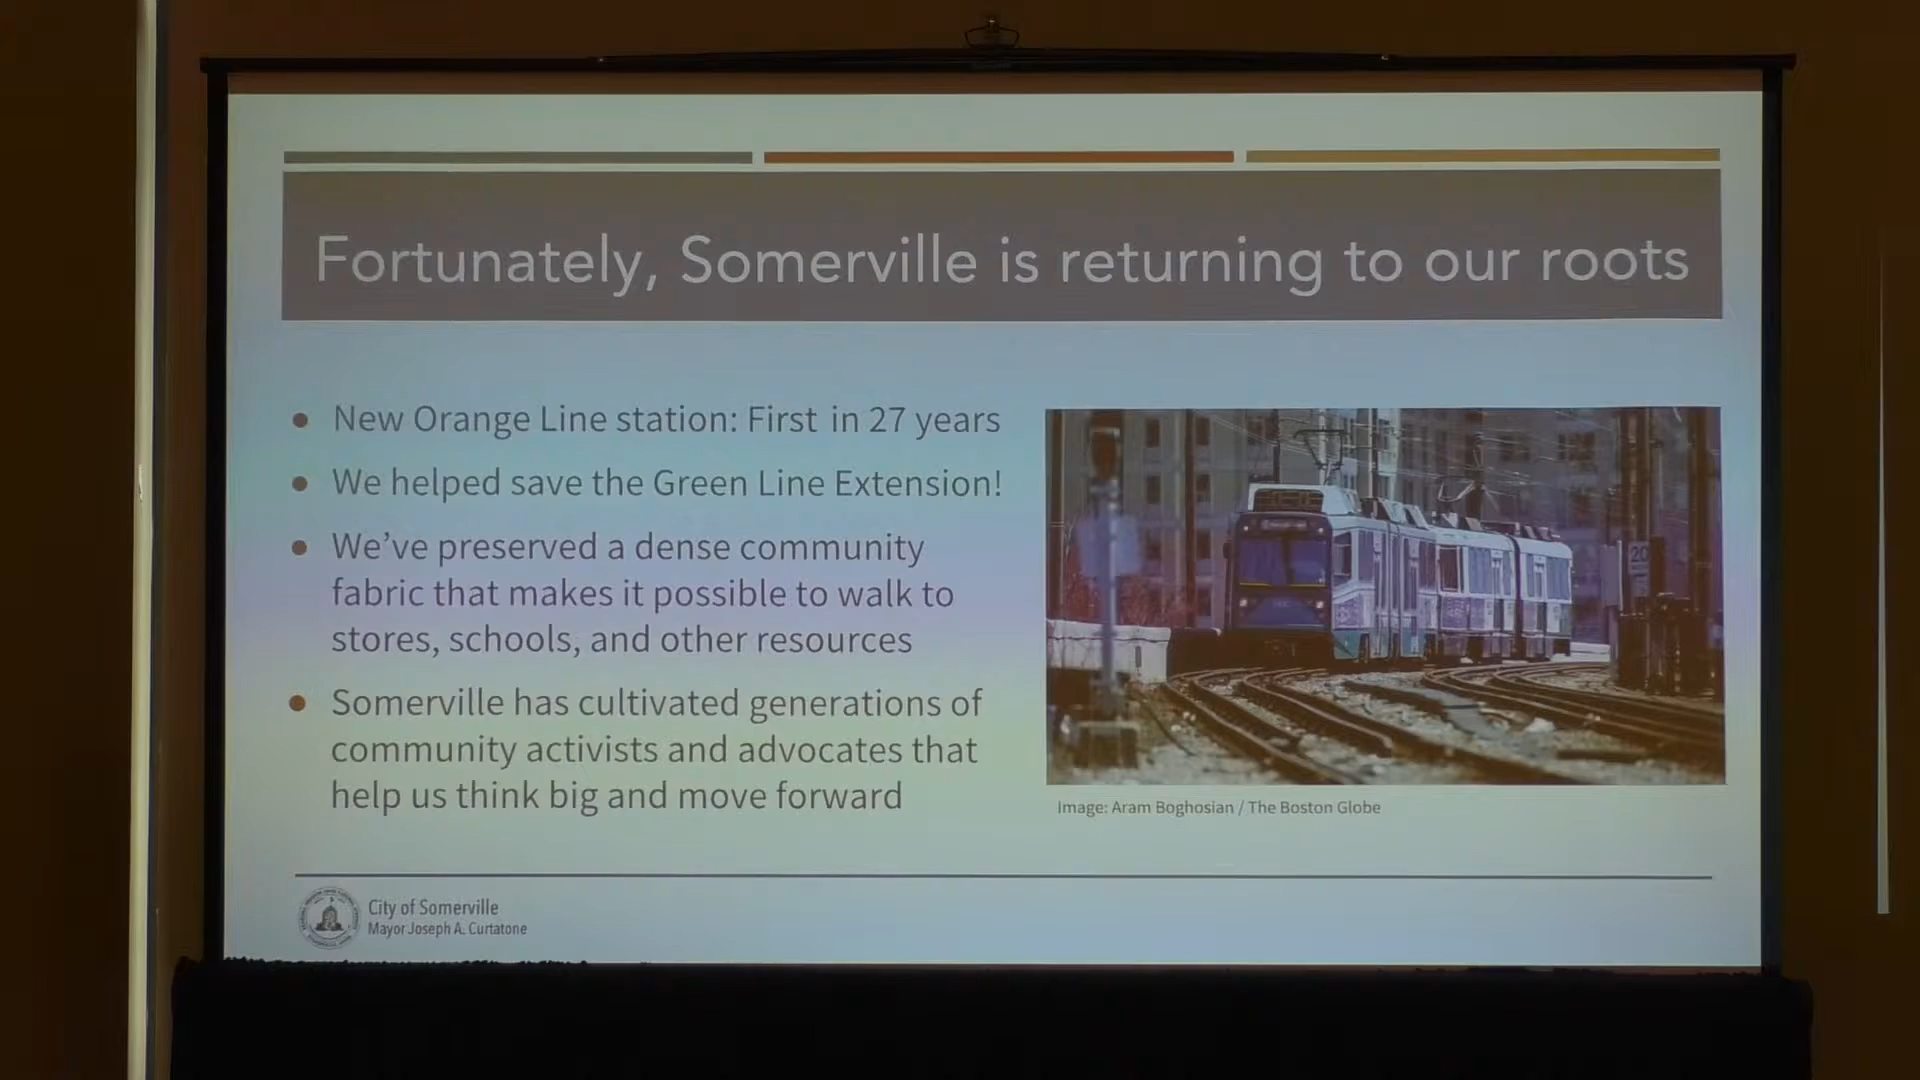 Fortunately, Somerville is returning to our roots
New Orange Line station: First in 27 years
We helped save the Green Line Extension!
We've preserved a dense community
fabric that makes it possible to walk to
stores, schools, and other resources
Somerville has cultivated generations of
community activists and advocates that
help us think big and move forward
20
Image: Aram Boghosian / The Boston Globe
City of Somerville
Mayor Joseph A. Curtatone